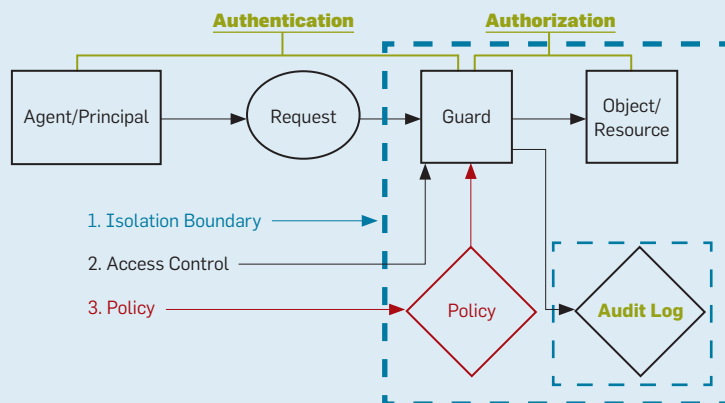 Authentication
Authorization
Agent/Principal
Request
Guard
Object/
Resource
1. Isolation Boundary
2. Access Control
3. Policy
Policy
Audit Log